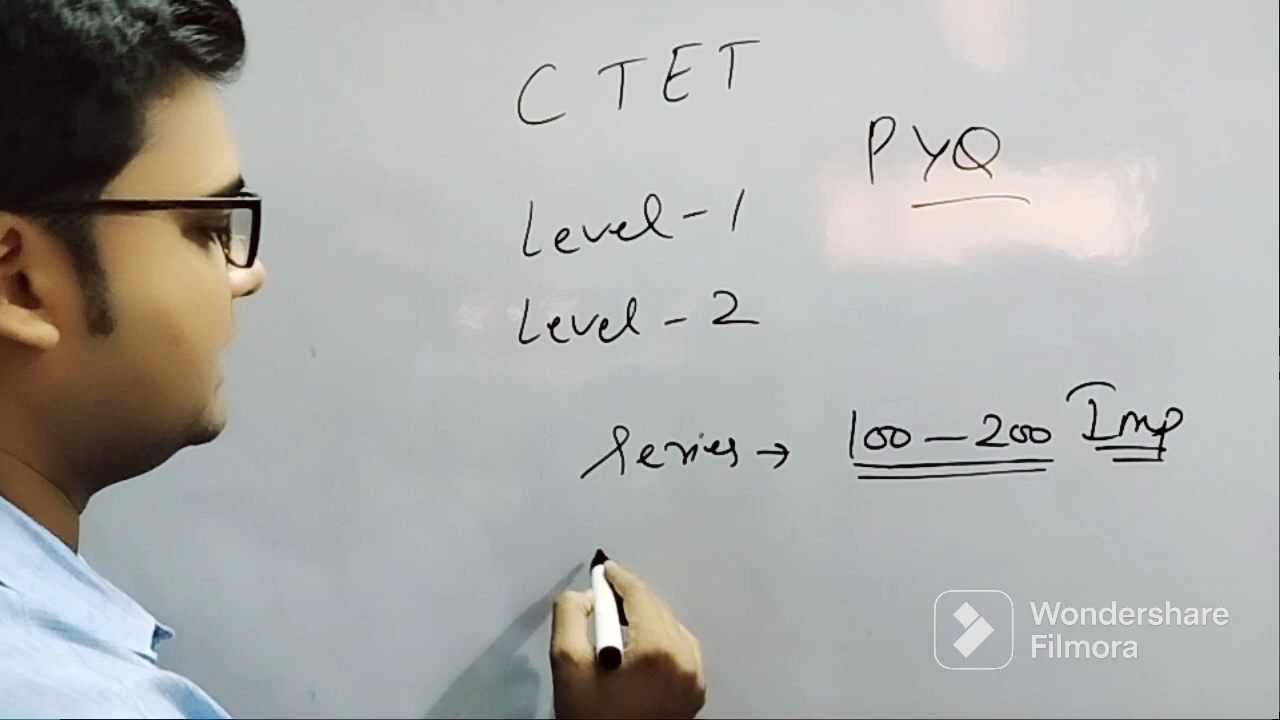 CTET
PYQ
Level-1
Level-2
Series → 100-200 Imp
Wondershare
Filmora